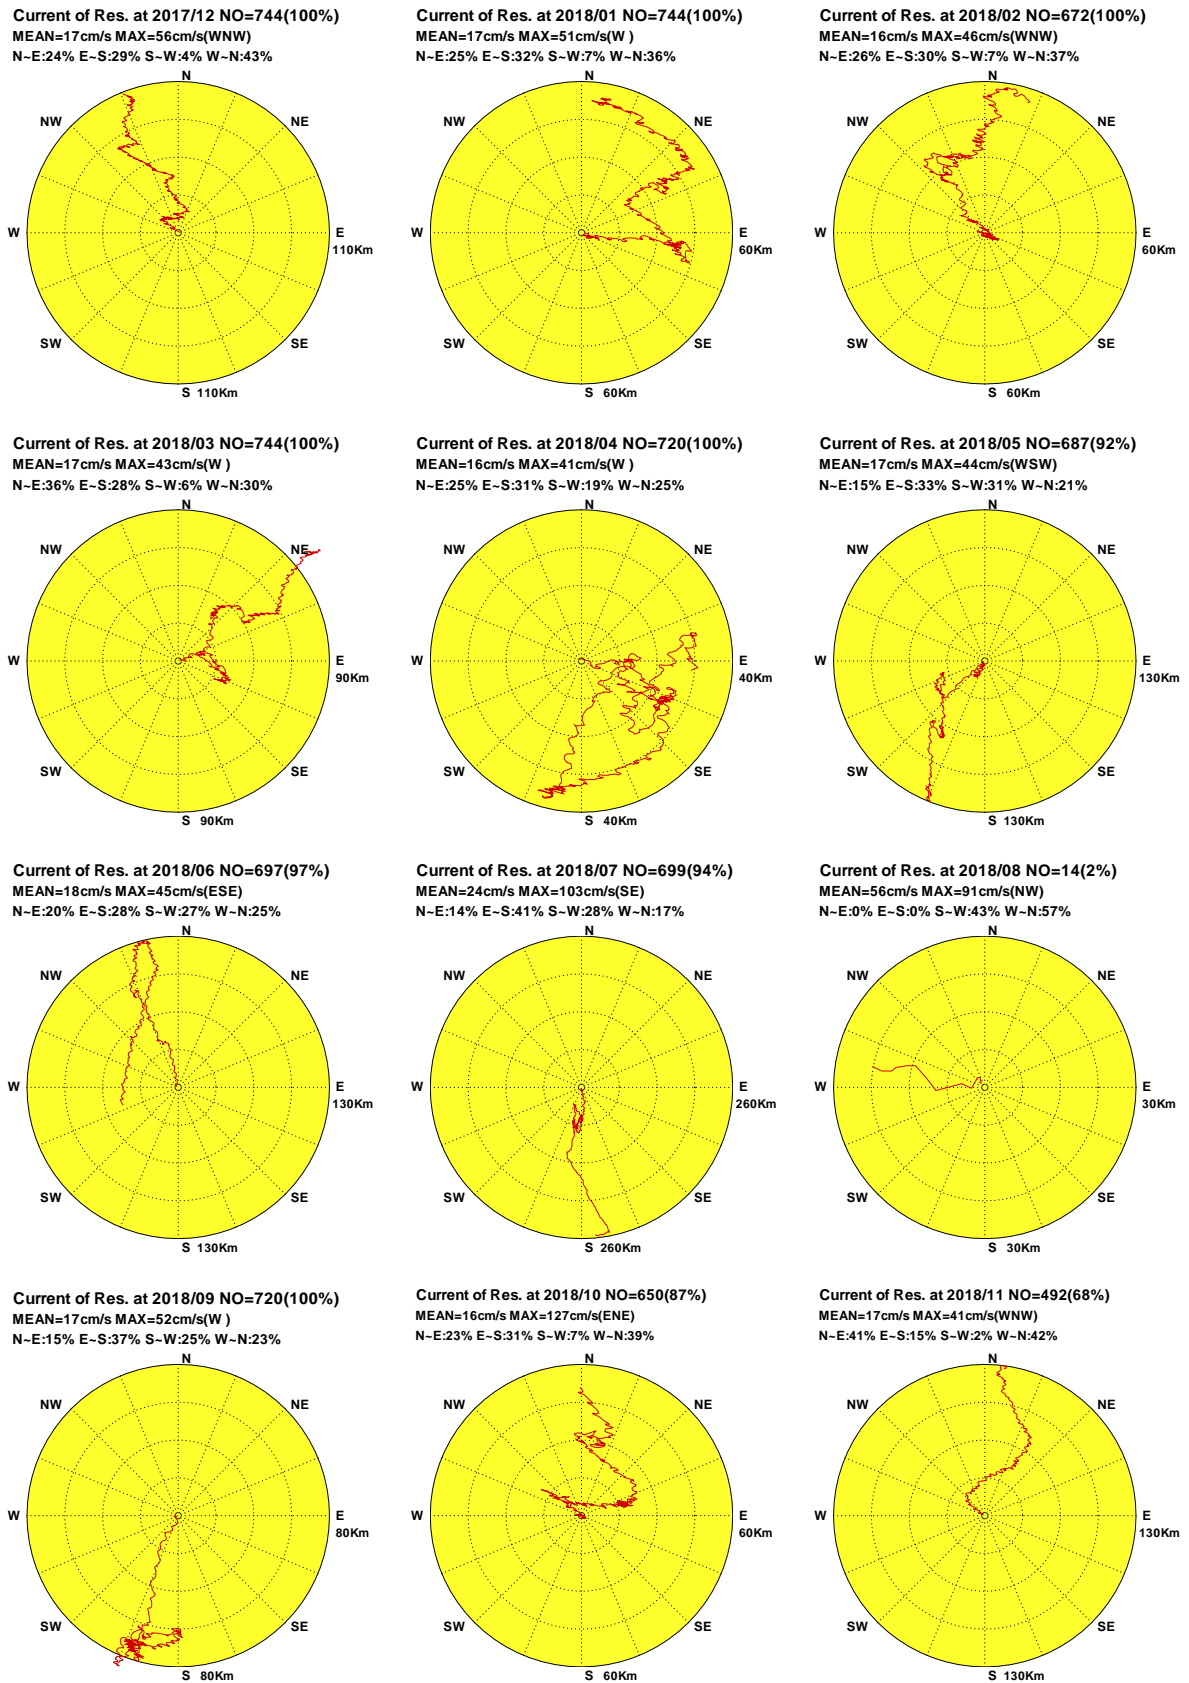 Current of Res. at 2017/12 NO=744(100%)
MEAN=17cm/s MAX=56cm/s(WNW)
N~E:24% E~S:29% S~W:4% W~N:43%
N
NW
NE
W
E
110Km
SW
SE
S 110Km
Current of Res. at 2018/01 NO=744(100%)
MEAN=17cm/s MAX=51cm/s(W )
N~E:25% E~S:32% S~W:7% W~N:36%
N
NW
NE
W
E
60Km
SW
SE
S 60Km
Current of Res. at 2018/02 NO=672(100%)
MEAN=16cm/s MAX=46cm/s(WNW)
N~E:26% E~S:30% S~W:7% W~N:37%
N
NW
NE
W
E
60Km
SW
SE
S 60Km
Current of Res. at 2018/03 NO=744(100%)
MEAN=17cm/s MAX=43cm/s(W )
N~E:36% E~S:28% S~W:6% W~N:30%
N
NW
NE
W
E
90Km
SW
SE
S 90Km
Current of Res. at 2018/04 NO=720(100%)
MEAN=16cm/s MAX=41cm/s(W )
N~E:25% E~S:31% S~W:19% W~N:25%
N
NW
NE
W
E
40Km
SW
SE
S 40Km
Current of Res. at 2018/05 NO=687(92%)
MEAN=17cm/s MAX=44cm/s(WSW)
N~E:15% E~S:33% S~W:31% W~N:21%
N
NW
NE
W
E
130Km
SW
SE
S 130Km
Current of Res. at 2018/06 NO=697(97%)
MEAN=18cm/s MAX=45cm/s(ESE)
N~E:20% E~S:28% S~W:27% W~N:25%
N
NW
NE
W
E
130Km
SW
SE
S 130Km
Current of Res. at 2018/07 NO=699(94%)
MEAN=24cm/s MAX=103cm/s(SE)
N~E:14% E~S:41% S~W:28% W~N:17%
N
NW
NE
W
E
260Km
SW
SE
S 260Km
Current of Res. at 2018/08 NO=14(2%)
MEAN=56cm/s MAX=91cm/s(NW)
N~E:0% E~S:0% S~W:43% W~N:57%
N
NW
NE
W
E
30Km
SW
SE
S 30Km
Current of Res. at 2018/09 NO=720(100%)
MEAN=17cm/s MAX=52cm/s(W )
N~E:15% E~S:37% S~W:25% W~N:23%
N
NW
NE
W
E
80Km
SW
SE
S 80Km
Current of Res. at 2018/10 NO=650(87%)
MEAN=16cm/s MAX=127cm/s(ENE)
N~E:23% E~S:31% S~W:7% W~N:39%
N
NW
NE
W
E
60Km
SW
SE
S 60Km
Current of Res. at 2018/11 NO=492(68%)
MEAN=17cm/s MAX=41cm/s(WNW)
N~E:41% E~S:15% S~W:2% W~N:42%
N
NW
NE
W
E
130Km
SW
SE
S 130Km